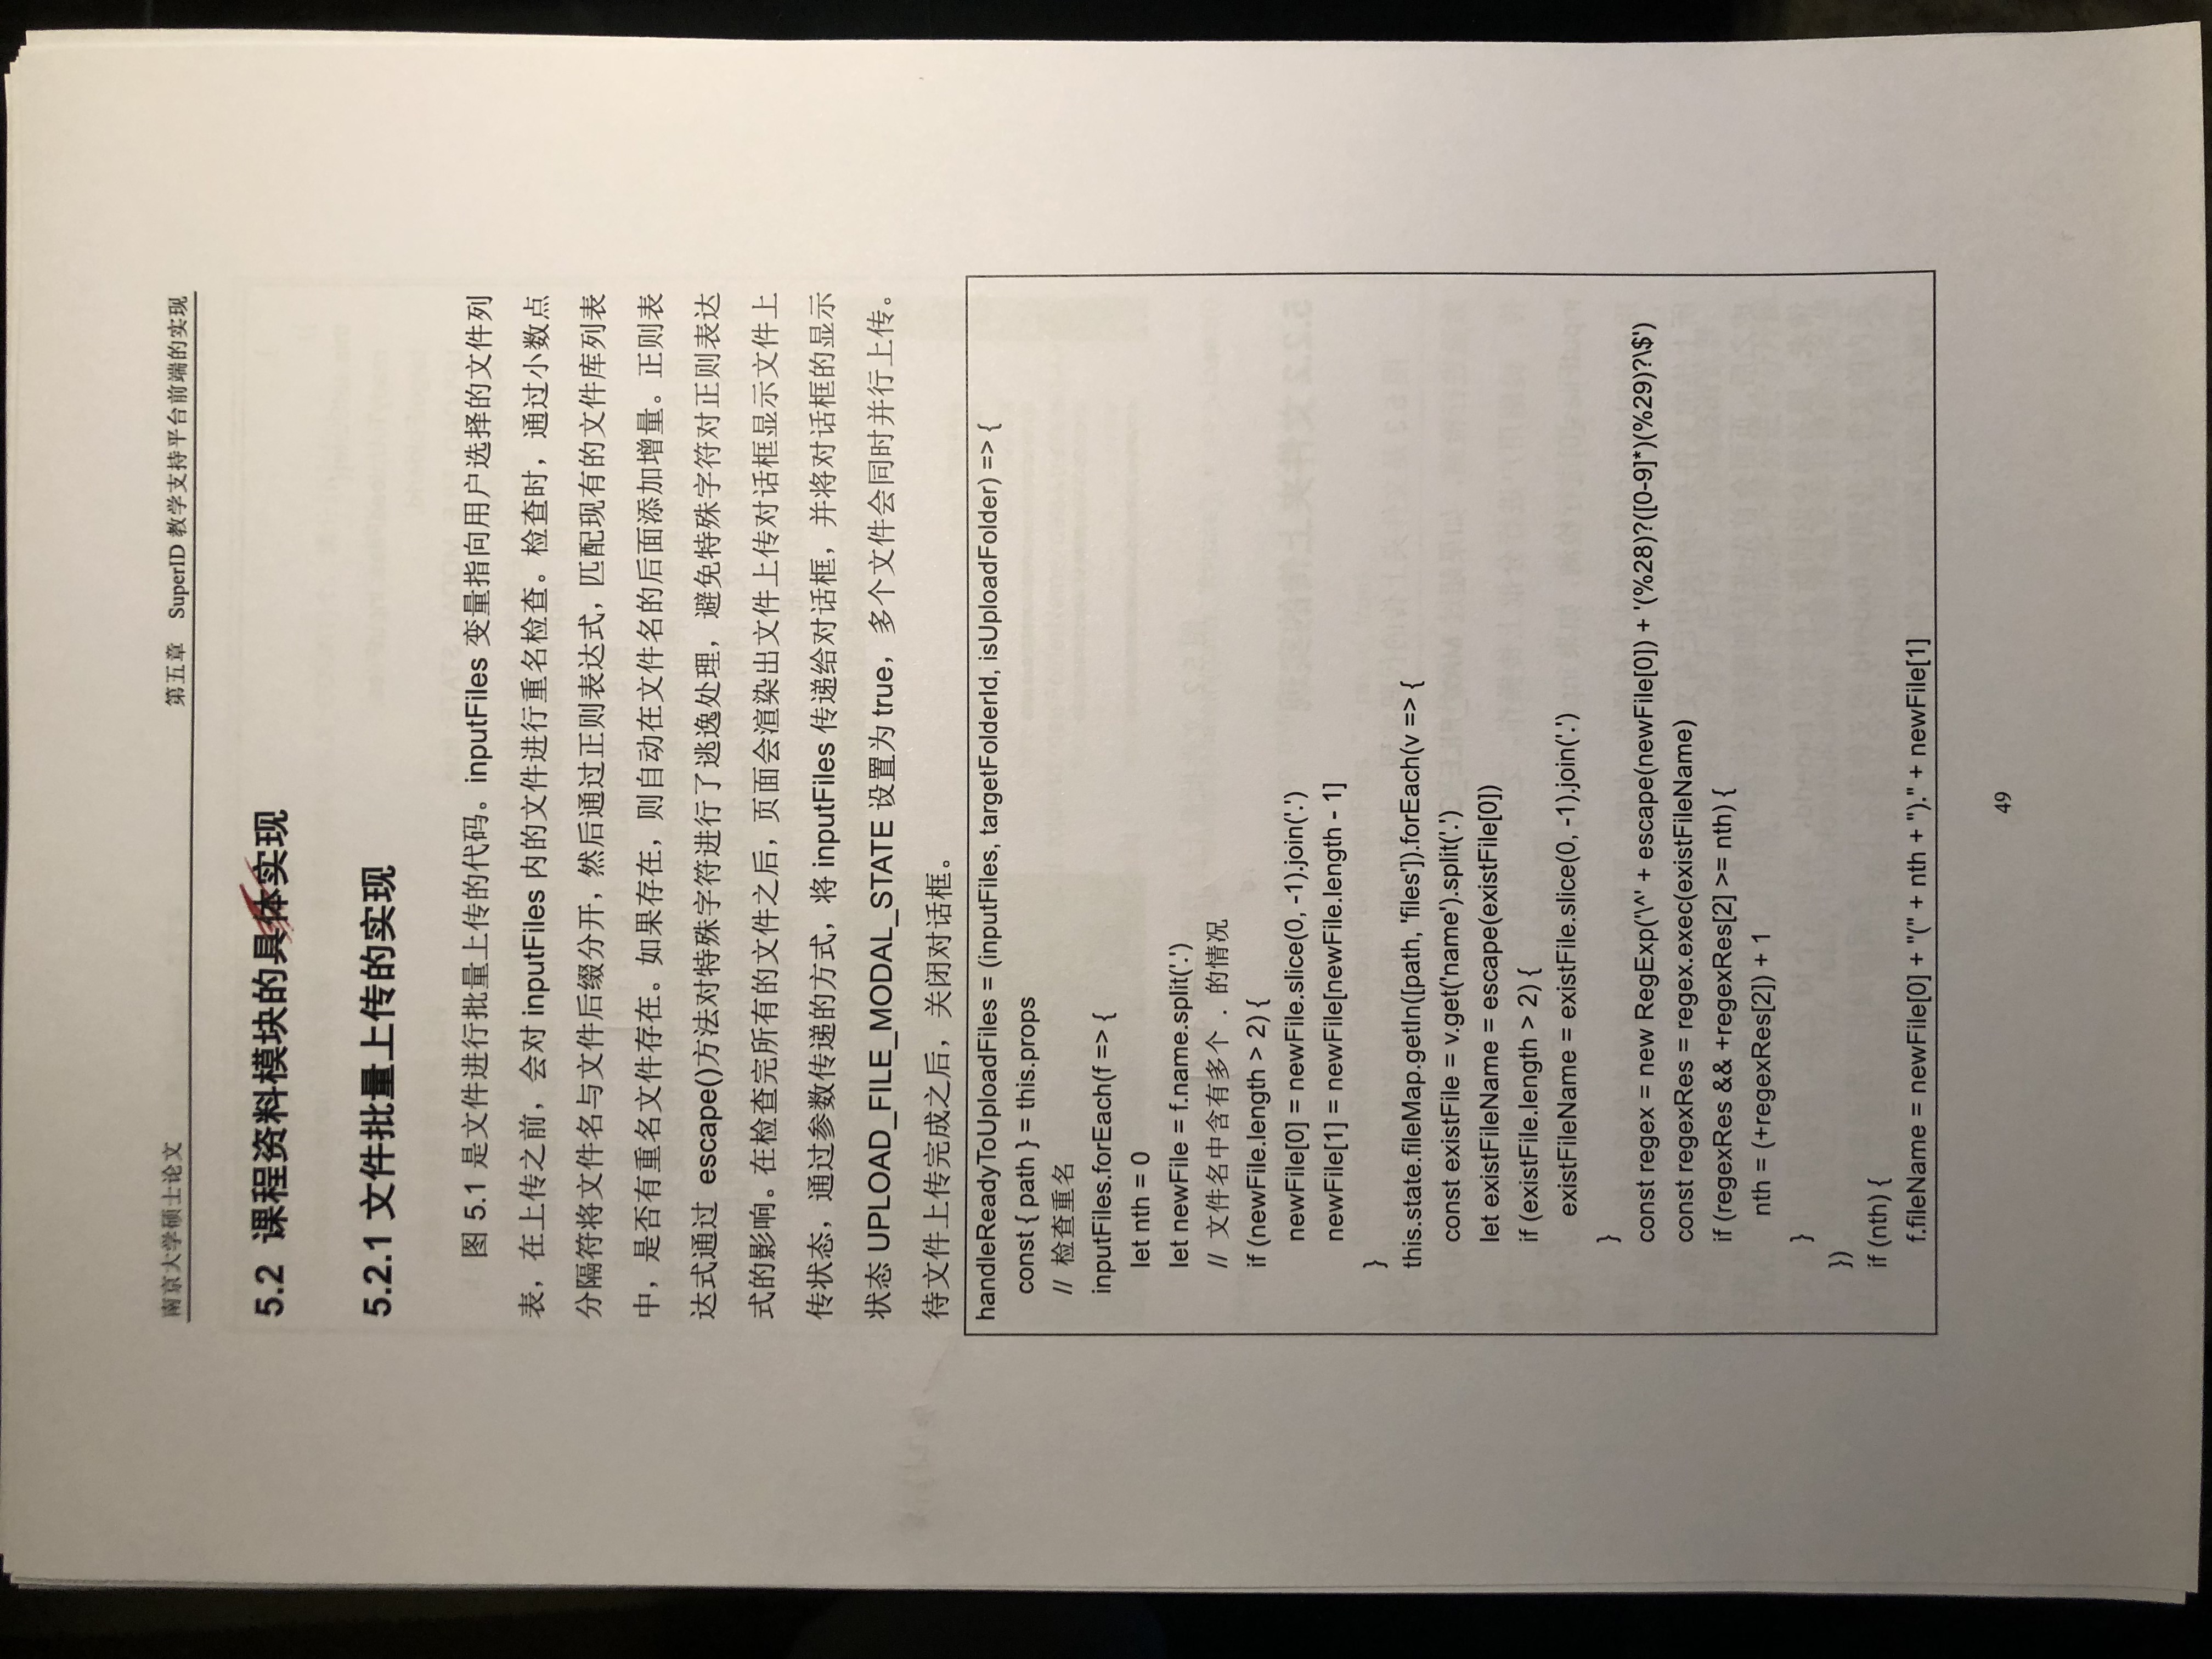 南京大学硕士论文
第五章 SuperID 教学支持平台前端的实现
5.2 课程资料模块的具体实现
5.2.1 文件批量上传的实现
图 5.1 是文件进行批量上传的代码。inputFiles 变量指向用户选择的文件列
表，在上传之前，会对 inputFiles 内的文件进行重名检查。检查时，通过小数点
分隔符将文件名与文件后缀分开，然后通过正则表达式，匹配现有的文件库列表
中，是否有重名文件存在。如果存在，则自动在文件名的后面添加增量。正则表
达式通过 escape()方法对特殊字符进行了逃逸处理，避免特殊字符对正则表达
式的影响。在检查完所有的文件之后，页面会渲染出文件上传对话框显示文件上
传状态，通过参数传递的方式，将 inputFiles 传递给对话框，并将对话框的显示
状态 UPLOAD_FILE_MODAL_STATE 设置为 true，多个文件会同时并行上传。
待文件上传完成之后，关闭对话框。
handleReadyToUploadFiles = (inputFiles, targetFolderId, isUploadFolder) => {
const { path } = this.props
// 检查重名
inputFiles.forEach(f => {
let nth = 0
let newFile = f.name.split('.')
// 文件名中含有多个 . 的情况
if (newFile.length > 2) {
newFile[0] = newFile.slice(0, -1).join('.')
newFile[1] = newFile[newFile.length - 1]
}
this.state.fileMap.getIn([path, 'files']).forEach(v => {
const existFile = v.get('name').split('.')
let existFileName = escape(existFile[0])
if (existFile.length > 2) {
existFileName = existFile.slice(0, -1).join('.')
}
const regex = new RegExp('\^' + escape(newFile[0]) + '(%28)?([0-9]*)(%29)?\$')
const regexRes = regex.exec(existFileName)
if (regexRes && +regexRes[2] >= nth) {
nth = (+regexRes[2]) + 1
}
})
if (nth) {
f.fileName = newFile[0] + "(" + nth + ")." + newFile[1]
49